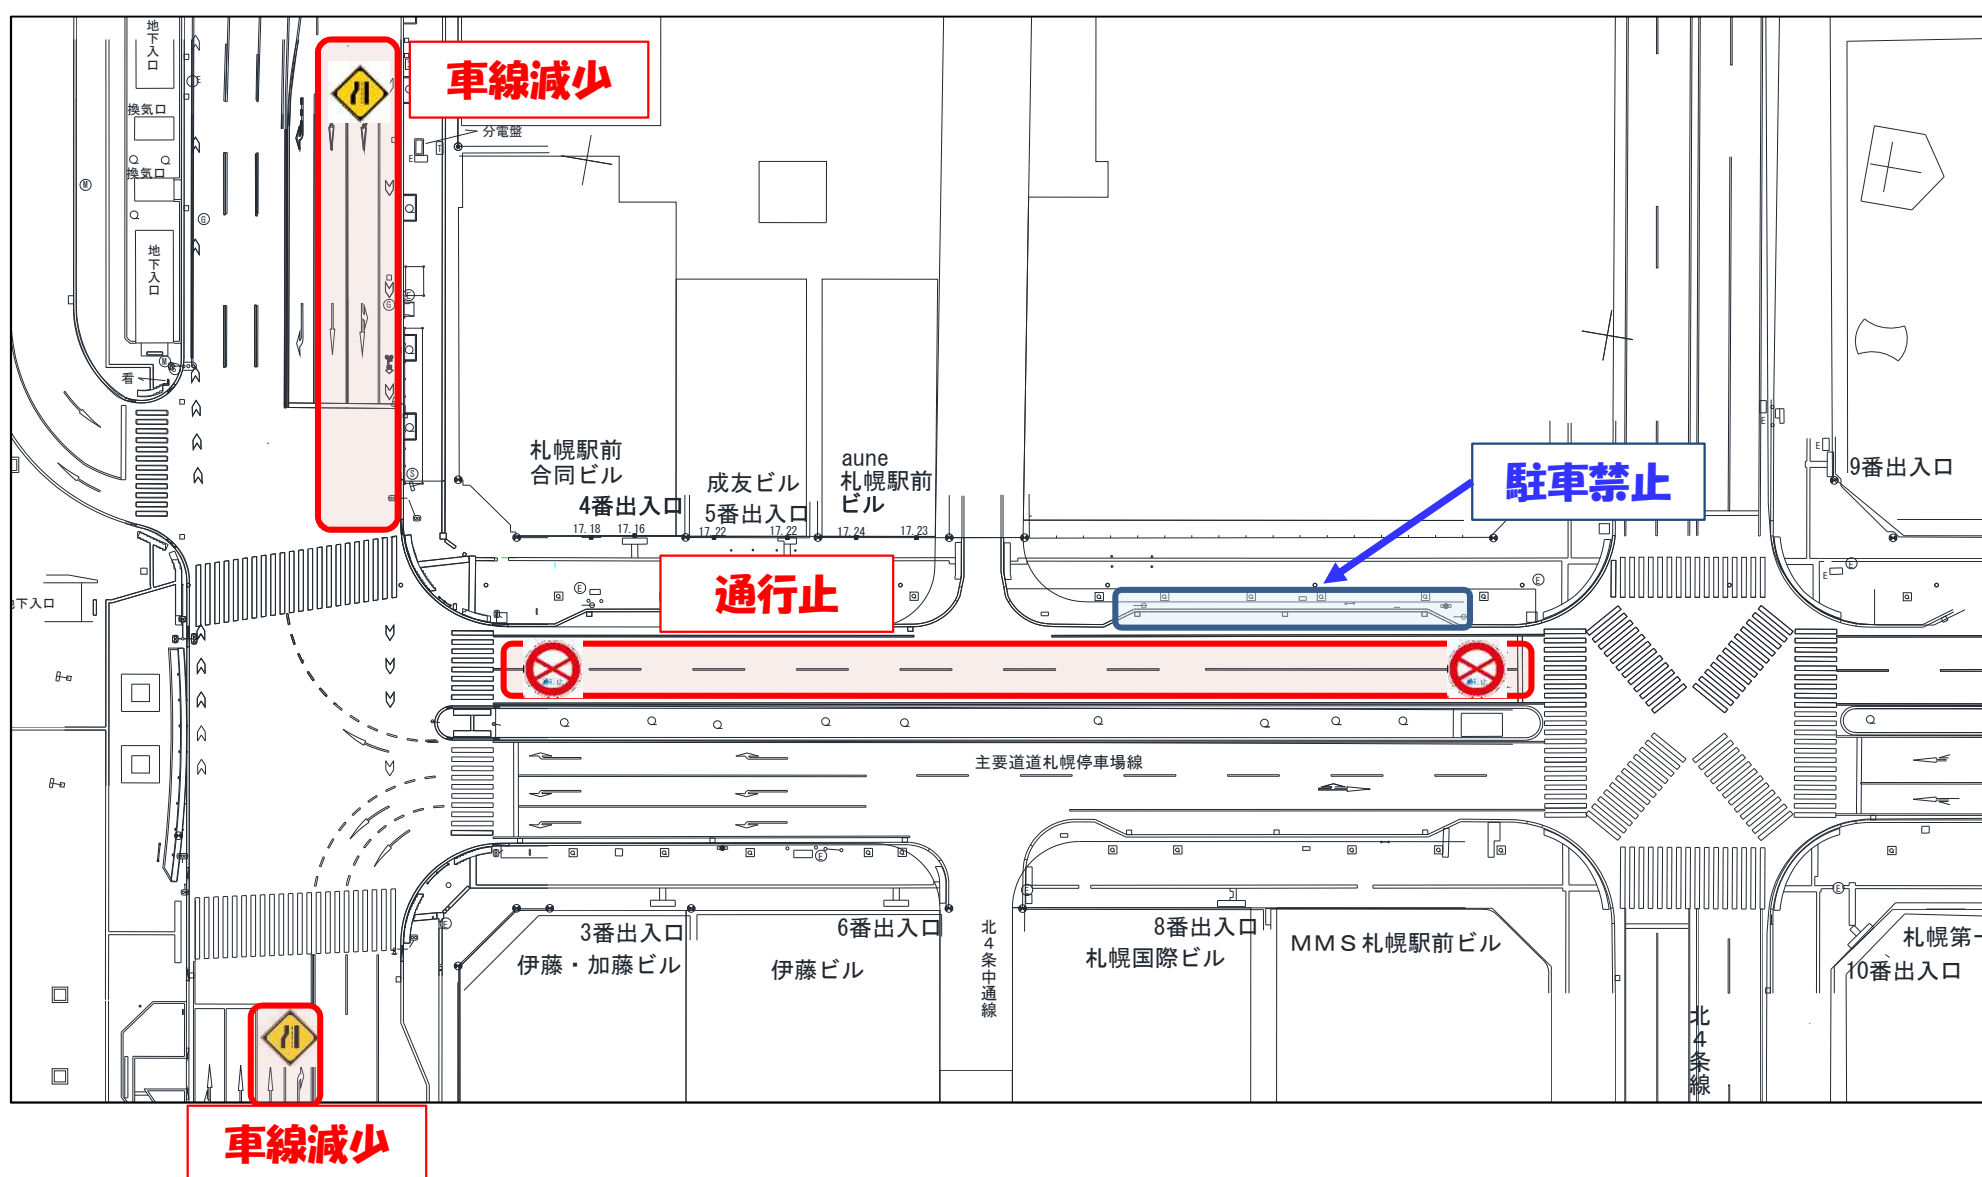 地下入口
車線減少
換気口
分電盤
換気口
地下入口
看
札幌駅前
合同ビル
4番出入口
成友ビル
5番出入口
aune
札幌駅前
ビル
駐車禁止
9番出入口
17.18
17.16
17.22
17.22
17.24
17.23
下入口
通行止
主要道道札幌停車場線
3番出入口
伊藤・加藤ビル
6番出入口
伊藤ビル
北4条中通線
8番出入口
札幌国際ビル
MMS札幌駅前ビル
札幌第一
10番出入口
北4条線
車線減少